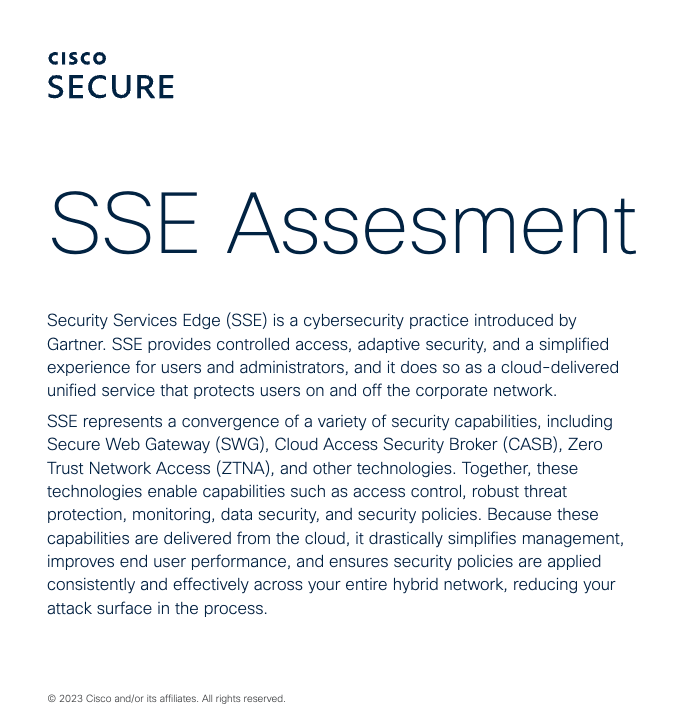 CISCO
SECURE
SSE Assesment
Security Services Edge (SSE) is a cybersecurity practice introduced by
Gartner. SSE provides controlled access, adaptive security, and a simplified
experience for users and administrators, and it does so as a cloud-delivered
unified service that protects users on and off the corporate network.
SSE represents a convergence of a variety of security capabilities, including
Secure Web Gateway (SWG), Cloud Access Security Broker (CASB), Zero
Trust Network Access (ZTNA), and other technologies. Together, these
technologies enable capabilities such as access control, robust threat
protection, monitoring, data security, and security policies. Because these
capabilities are delivered from the cloud, it drastically simplifies management,
improves end user performance, and ensures security policies are applied
consistently and effectively across your entire hybrid network, reducing your
attack surface in the process.
© 2023 Cisco and/or its affiliates. All rights reserved.